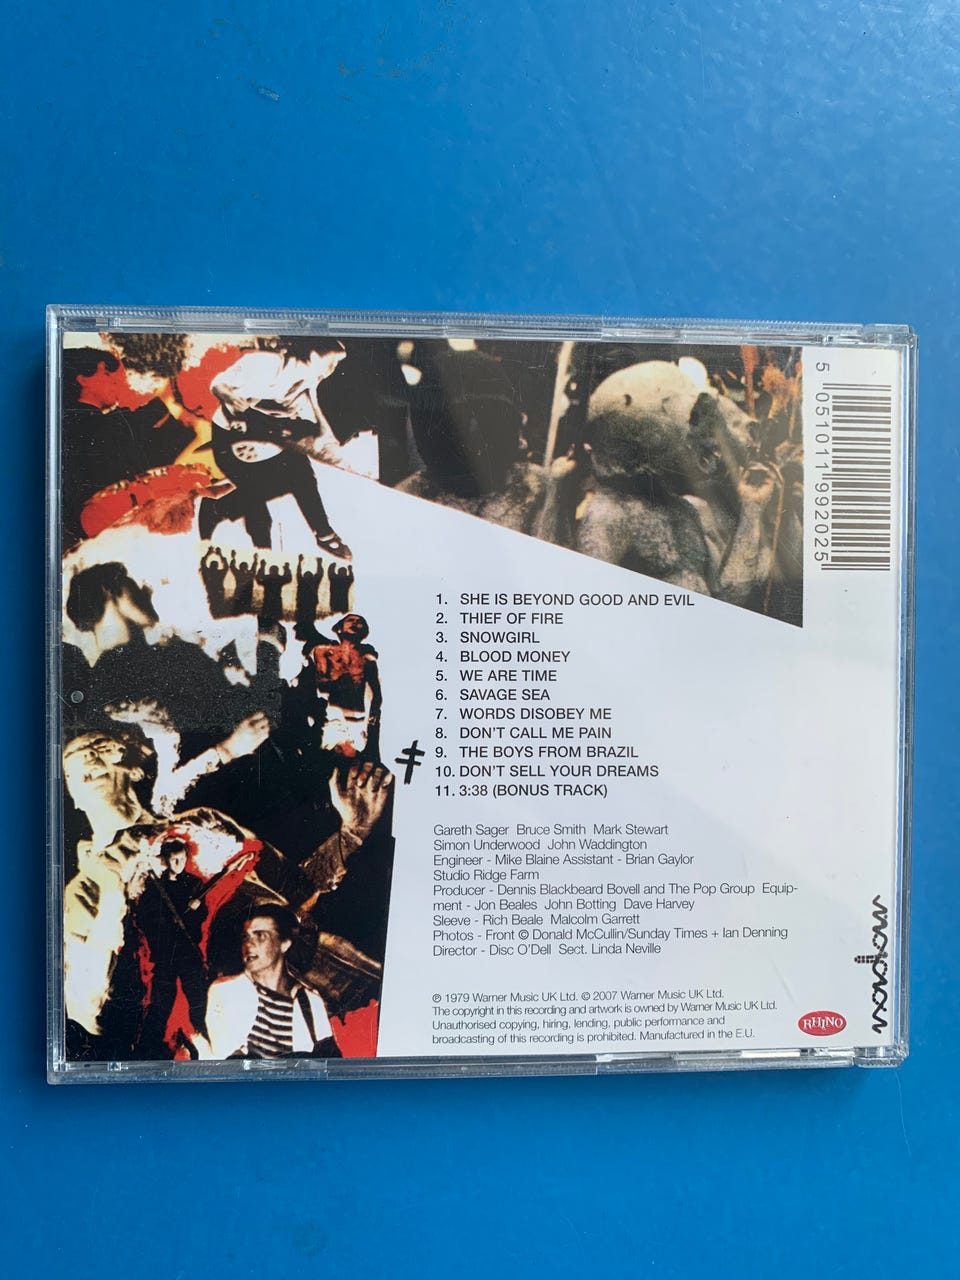 5 051011 992025
1. SHE IS BEYOND GOOD AND EVIL
2. THIEF OF FIRE
3. SNOWGIRL
4. BLOOD MONEY
5. WE ARE TIME
6. SAVAGE SEA
7. WORDS DISOBEY ME
8. DON'T CALL ME PAIN
9. THE BOYS FROM BRAZIL
10. DON'T SELL YOUR DREAMS
11. 3:38 (BONUS TRACK)
Gareth Sager Bruce Smith Mark Stewart
Simon Underwood John Waddington
Engineer - Mike Blaine Assistant - Brian Gaylor
Studio Ridge Farm
Producer - Dennis Blackbeard Bovell and The Pop Group Equip-
ment - Jon Beales John Botting Dave Harvey
Sleeve - Rich Beale Malcolm Garrett
Photos - Front © Donald McCullin/Sunday Times + Ian Denning
Director - Disc O'Dell Sect. Linda Neville
℗ 1979 Warner Music UK Ltd. © 2007 Warner Music UK Ltd.
The copyright in this recording and artwork is owned by Warner Music UK Ltd.
Unauthorised copying, hiring, lending, public performance and
broadcasting of this recording is prohibited. Manufactured in the E.U.
RHINO